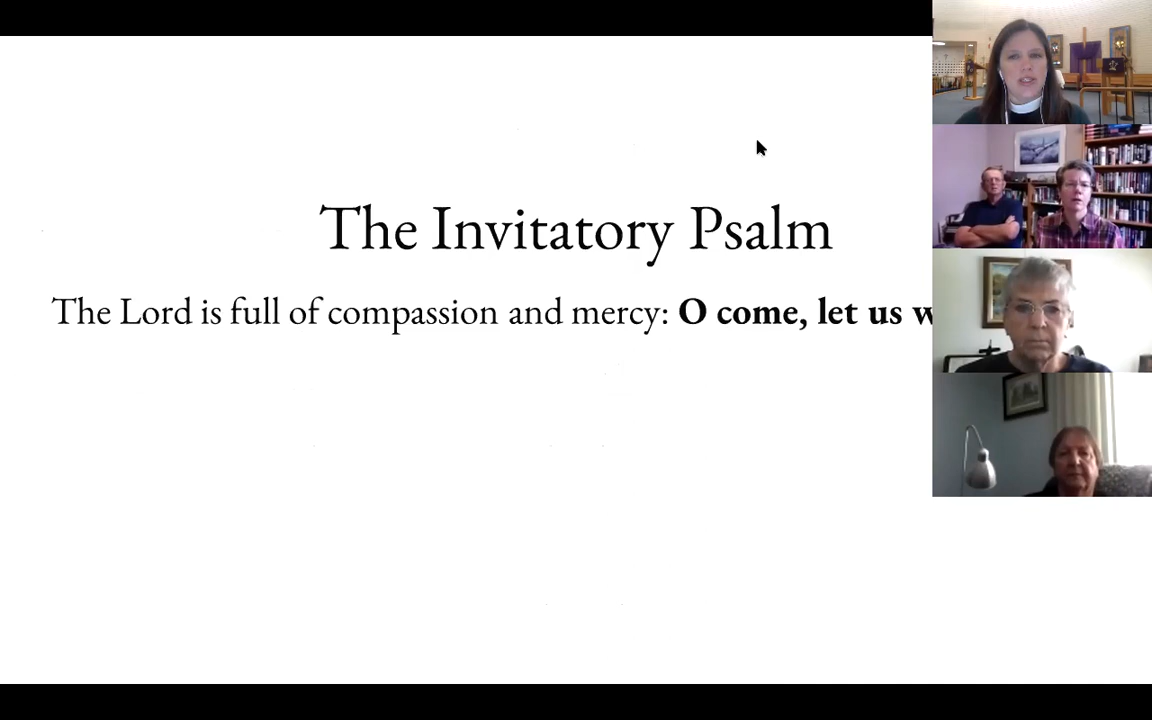 The Invitatory Psalm
The Lord is full of compassion and mercy: O come, let us